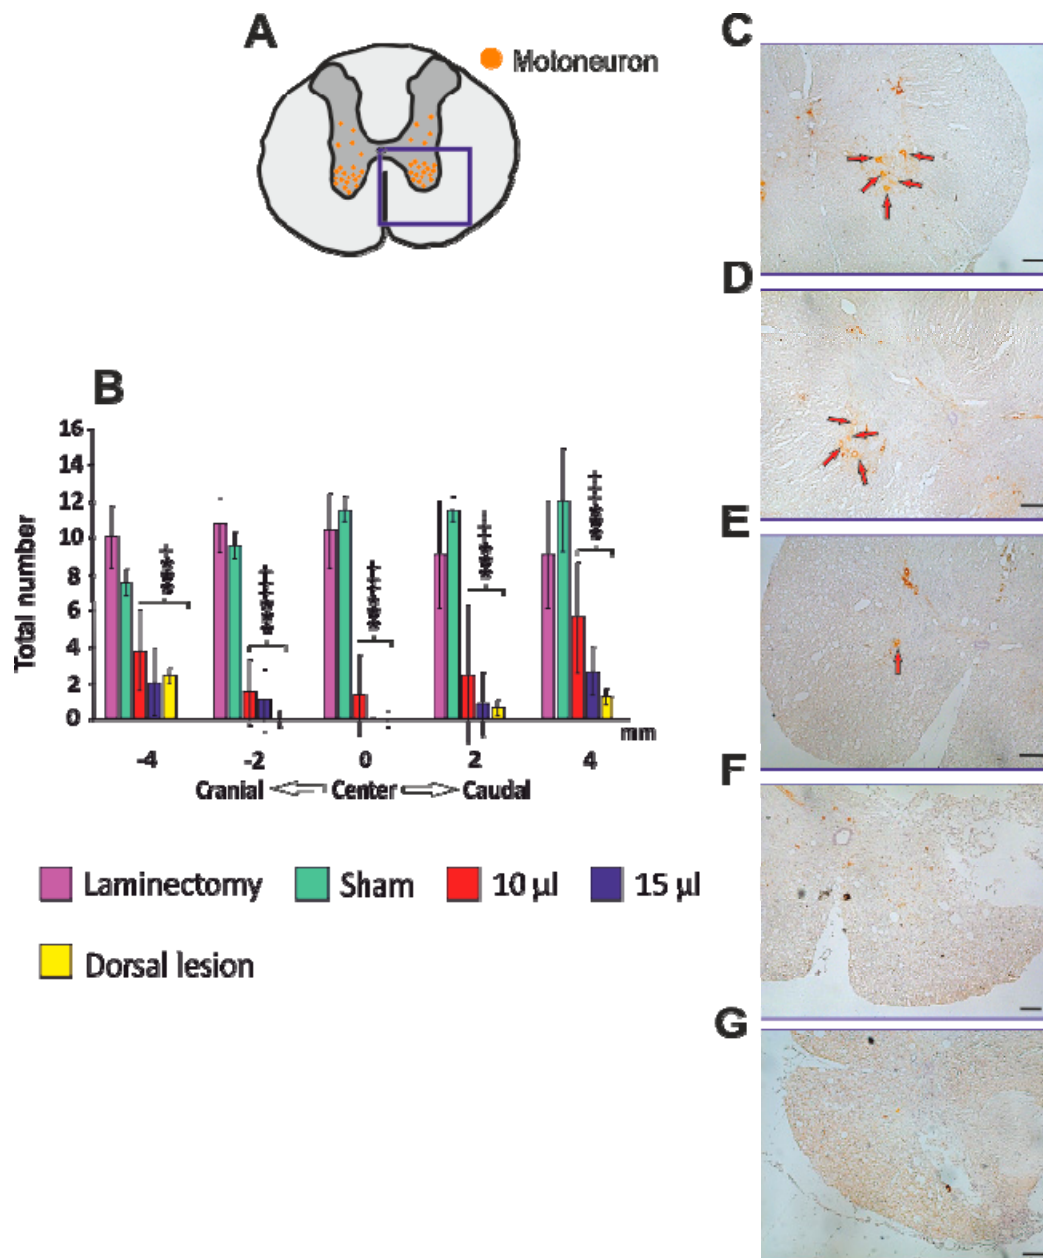 A
Motoneuron
B
Total number
16
14
12
10
8
6
4
2
0
mm
-4
-2
0
2
4
Cranial
Center
Caudal
Laminectomy
Sham
10 µl
15 µl
Dorsal lesion
C
D
E
F
G